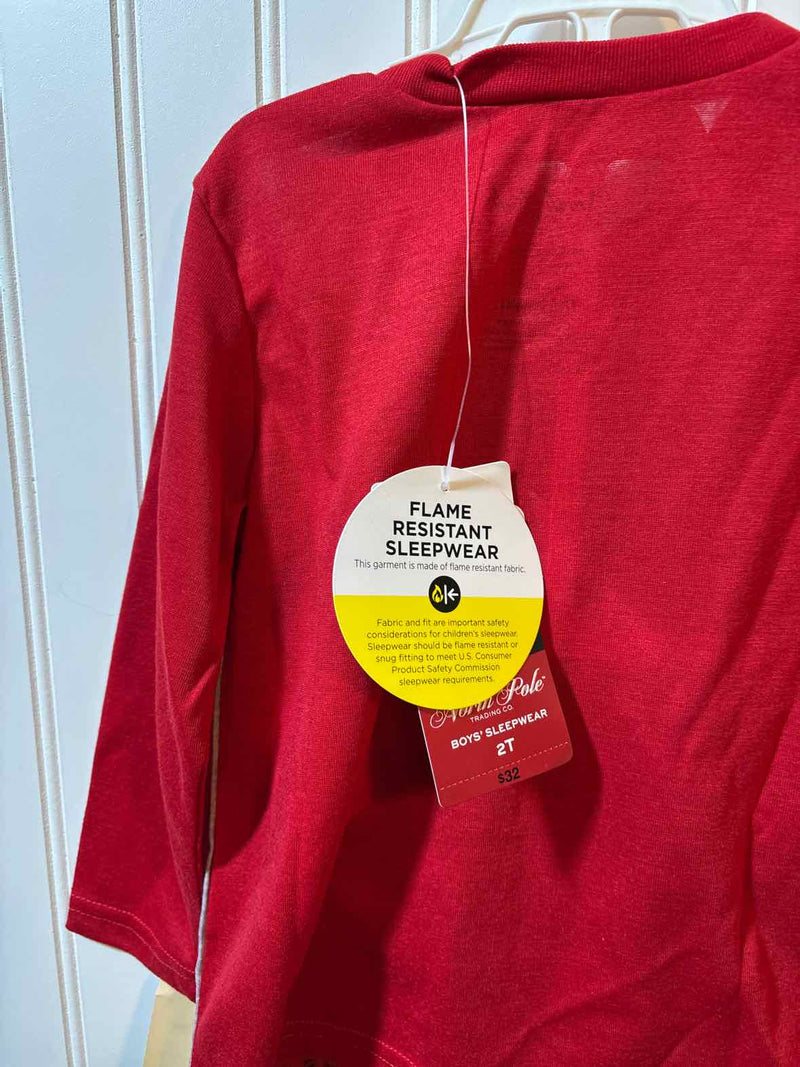 FLAME
RESISTANT
SLEEPWEAR
This garment is made of flame resistant fabric.
Fabric and fit are important safety
considerations for children's sleepwear.
Sleepwear should be flame resistant or
snug fitting to meet U.S. Consumer
Product Safety Commission
sleepwear requirements.
North Pole™
TRADING CO.
BOYS' SLEEPWEAR
2T
$32